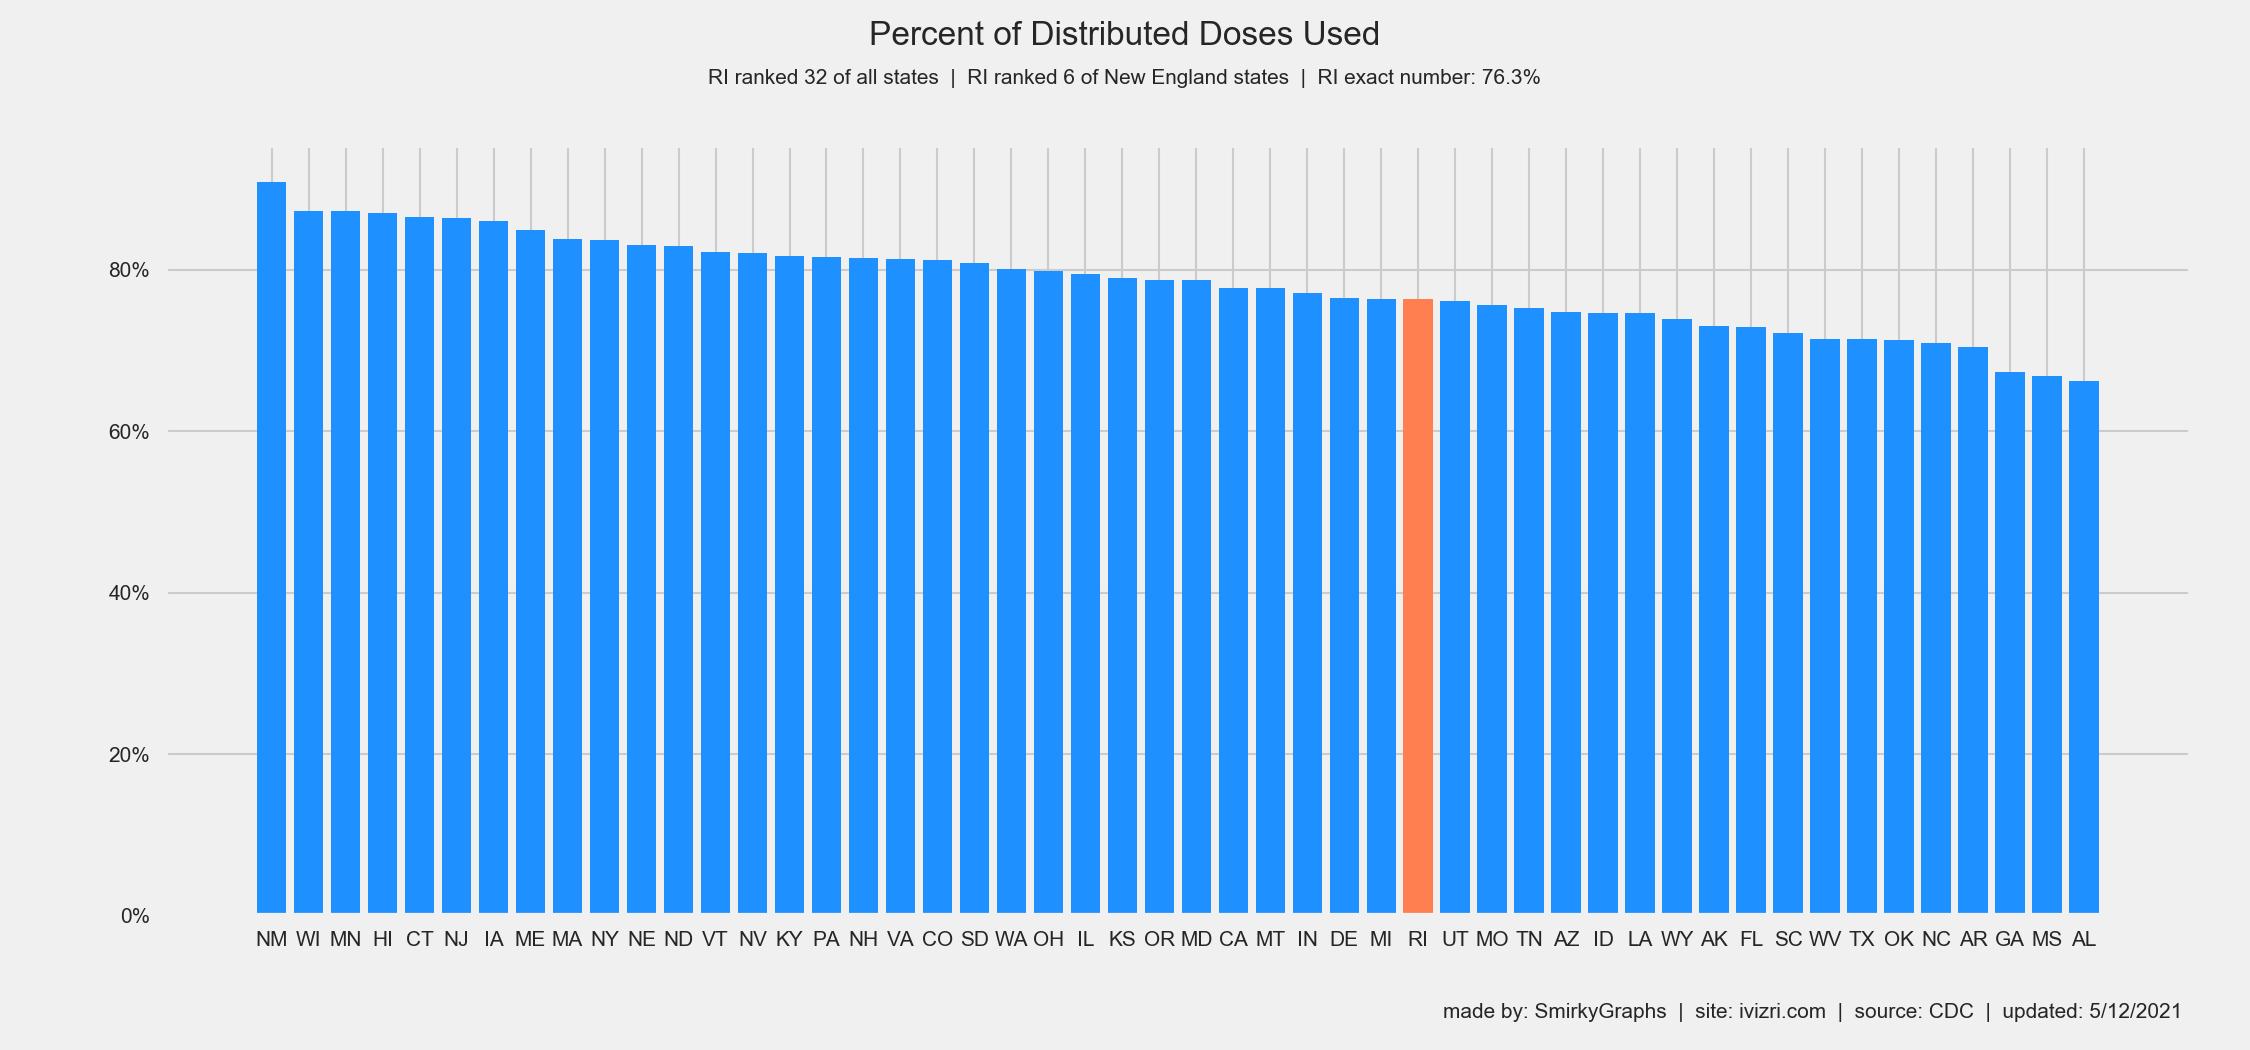 Percent of Distributed Doses Used
RI ranked 32 of all states | RI ranked 6 of New England states | RI exact number: 76.3%
80%
60%
40%
20%
0%
NM WI MN HI CT NJ IA ME MA NY NE ND VT NV KY PA NH VA CO SD WA OH IL KS OR MD CA MT IN DE MI RI UT MO TN AZ ID LA WY AK FL SC WV TX OK NC AR GA MS AL
made by: SmirkyGraphs | site: ivizri.com | source: CDC | updated: 5/12/2021